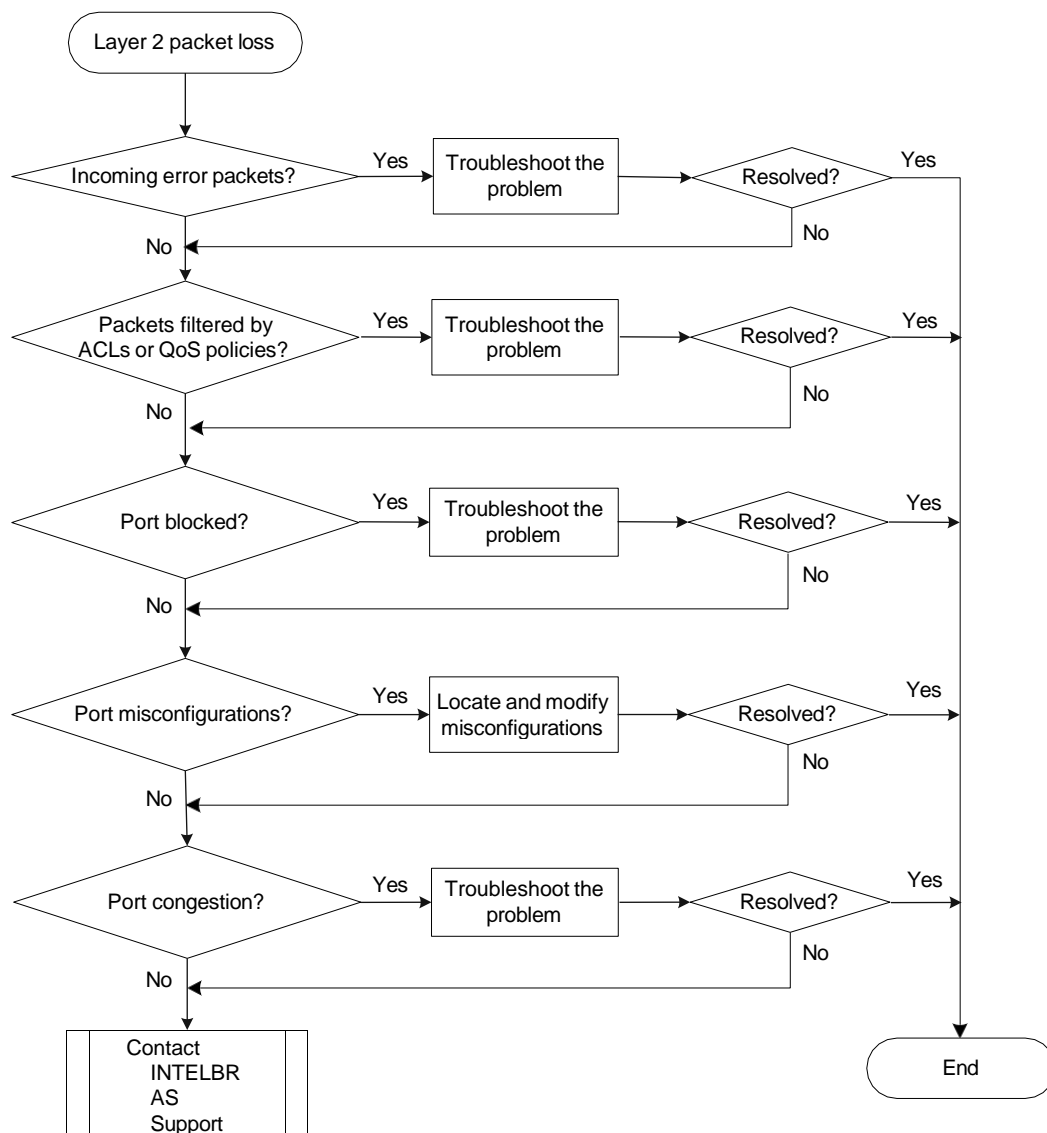 Layer 2 packet loss
Incoming error packets?
Yes
Troubleshoot the
problem
Resolved?
Yes
No
No
Packets filtered by
ACLs or QoS policies?
Yes
Troubleshoot the
problem
Resolved?
Yes
No
No
Port blocked?
Yes
Troubleshoot the
problem
Resolved?
Yes
No
No
Port misconfigurations?
Yes
Locate and modify
misconfigurations
Resolved?
Yes
No
No
Port congestion?
Yes
Troubleshoot the
problem
Resolved?
Yes
No
No
Contact
INTELBR
AS
Support
End